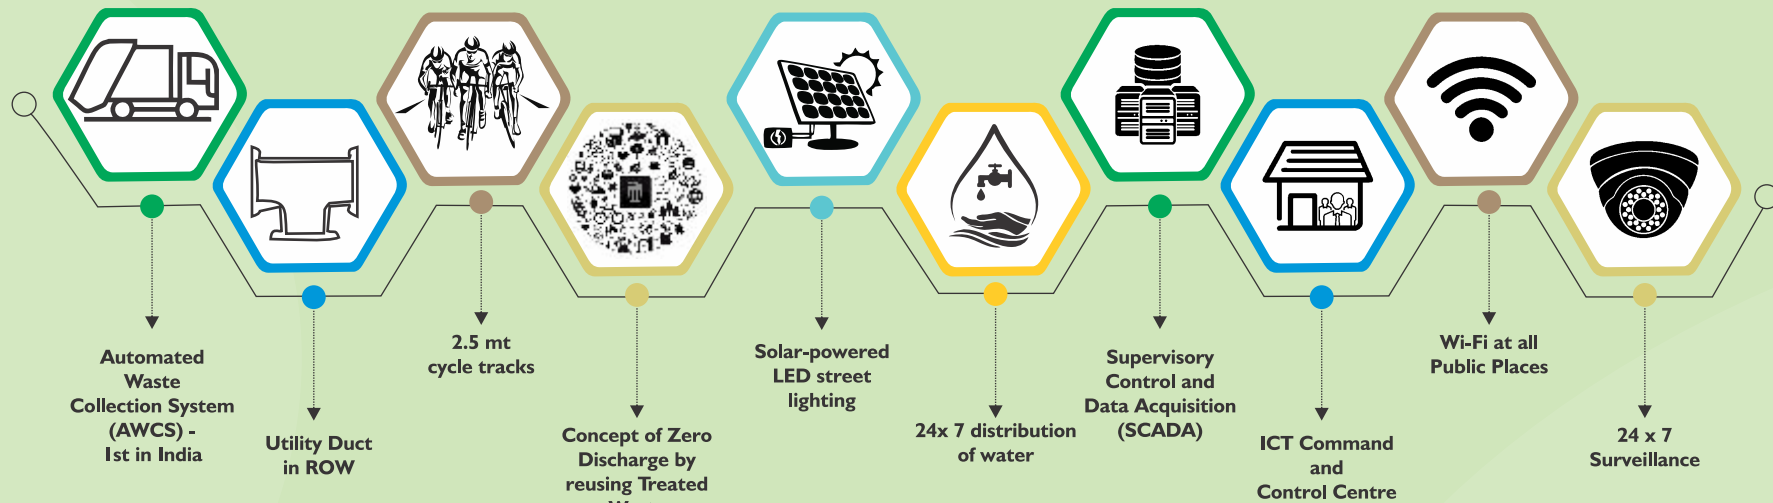 Automated
Waste
Collection System
(AWCS) -
1st in India
Utility Duct
in ROW
2.5 mt
cycle tracks
Concept of Zero
Discharge by
reusing Treated
Solar-powered
LED street
lighting
24x 7 distribution
of water
Supervisory
Control and
Data Acquisition
(SCADA)
ICT Command
and
Control Centre
Wi-Fi at all
Public Places
24 x 7
Surveillance